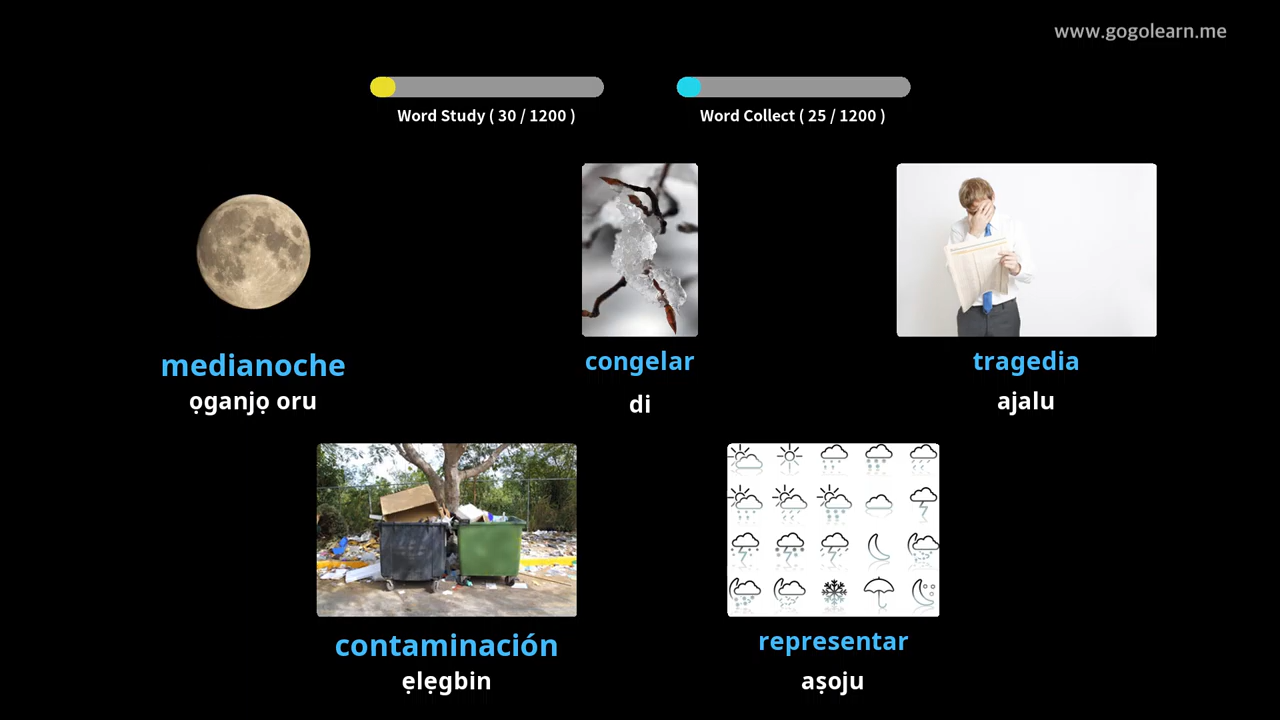 www.gogolearn.me
Word Study ( 30 / 1200 )
Word Collect ( 25 / 1200 )
medianoche
ọganjọ oru
congelar
di
tragedia
ajalu
contaminación
ẹlẹgbin
representar
aṣoju